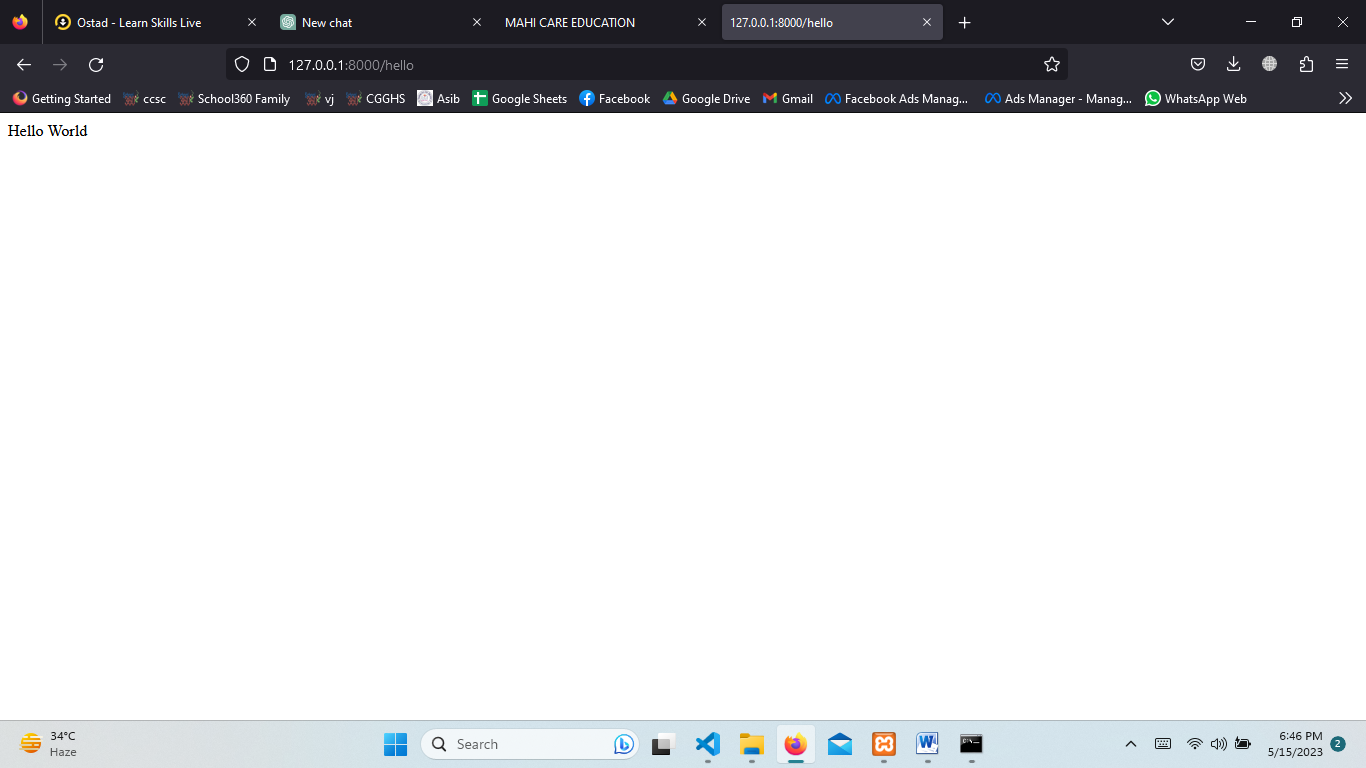 Ostad - Learn Skills Live
New chat
MAHI CARE EDUCATION
127.0.0.1:8000/hello
127.0.0.1:8000/hello
Getting Started ccsc School360 Family vj CGGHS Asib Google Sheets Facebook Google Drive Gmail Facebook Ads Manag... Ads Manager - Manag... WhatsApp Web
Hello World
34°C
Haze
Search
6:46 PM
5/15/2023
2